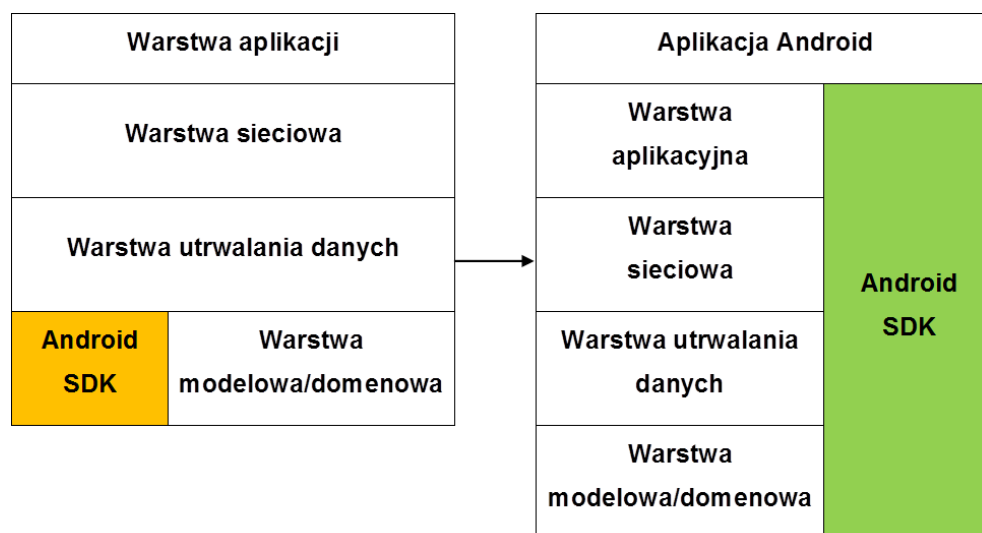 Warstwa aplikacji
Warstwa sieciowa
Warstwa utrwalania danych
Android
SDK
Warstwa
modelowa/domenowa
Aplikacja Android
Warstwa
aplikacyjna
Warstwa
sieciowa
Warstwa utrwalania
danych
Warstwa
modelowa/domenowa
Android
SDK